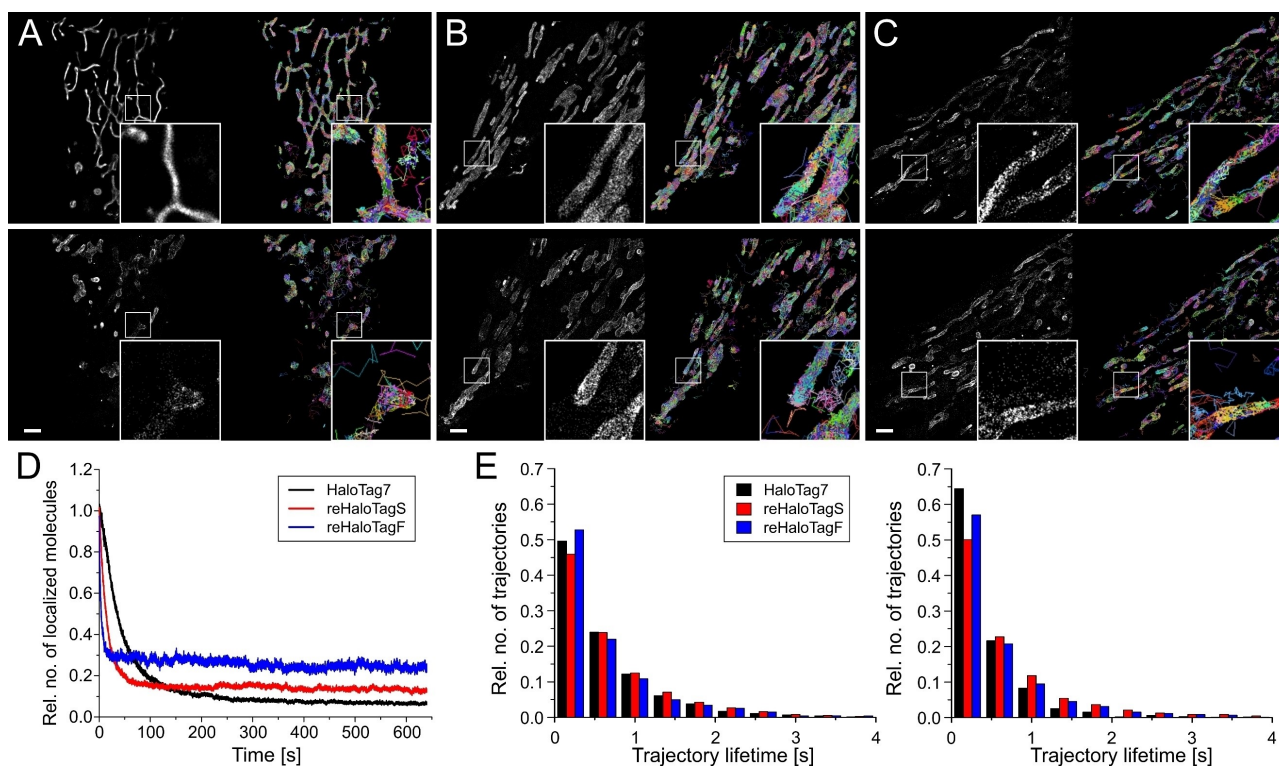 A
B
C
D
Rel. no. of localized molecules
1.2
1.0
0.8
0.6
0.4
0.2
0.0
HaloTag7
reHaloTagS
reHaloTagF
0 100 200 300 400 500 600
Time [s]
E
Rel. no. of trajectories
0.7
0.6
0.5
0.4
0.3
0.2
0.1
0.0
HaloTag7
reHaloTagS
reHaloTagF
0 1 2 3 4
Trajectory lifetime [s]
Rel. no. of trajectories
0.7
0.6
0.5
0.4
0.3
0.2
0.1
0.0
0 1 2 3 4
Trajectory lifetime [s]